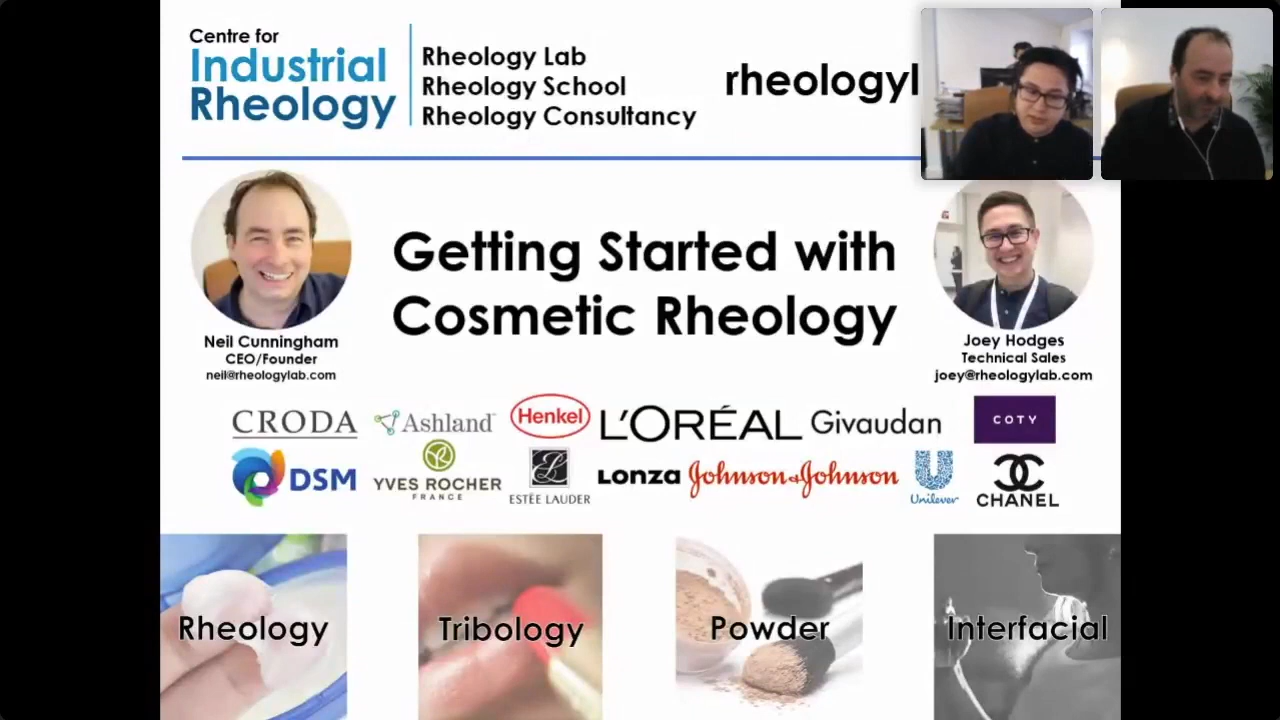 Centre for
Industrial
Rheology
Rheology Lab
Rheology School
Rheology Consultancy
rheologyl
Getting Started with
Cosmetic Rheology
Neil Cunningham
CEO/Founder
neil@rheologylab.com
Joey Hodges
Technical Sales
joey@rheologylab.com
CRODA
Ashland
Henkel
L'ORÉAL
Givaudan
COTY
DSM
YVES ROCHER
FRANCE
ESTĒE LAUDER
Lonza
Johnson & Johnson
Unilever
CHANEL
Rheology
Tribology
Powder
Interfacial